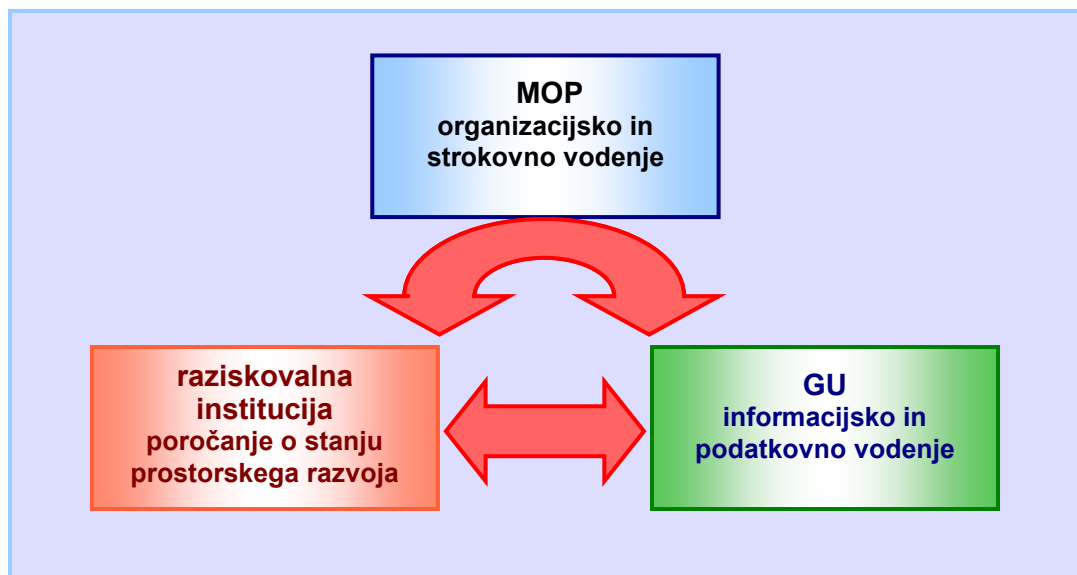 MOP
organizacijsko in
strokovno vodenje
raziskovalna
institucija
poročanje o stanju
prostorskega razvoja
GU
informacijsko in
podatkovno vodenje